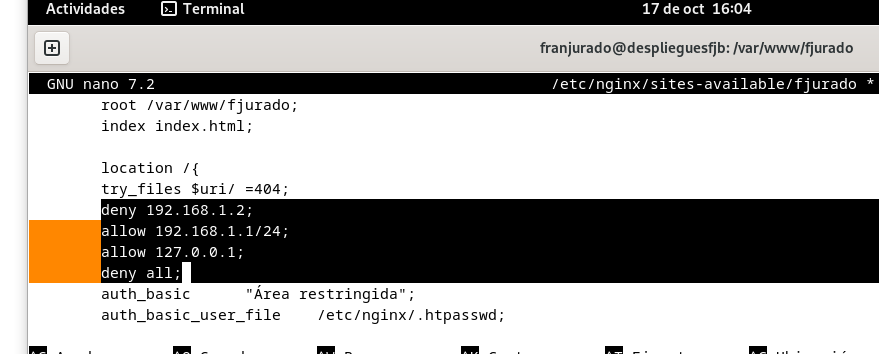 Actividades Terminal 17 de oct 16:04
franjurado@desplieguesfjb: /var/www/fjurado
GNU nano 7.2 /etc/nginx/sites-available/fjurado *
root /var/www/fjurado;
index index.html;
location /{
try_files $uri/ =404;
deny 192.168.1.2;
allow 192.168.1.1/24;
allow 127.0.0.1;
deny all;
auth_basic "Área restringida";
auth_basic_user_file /etc/nginx/.htpasswd;